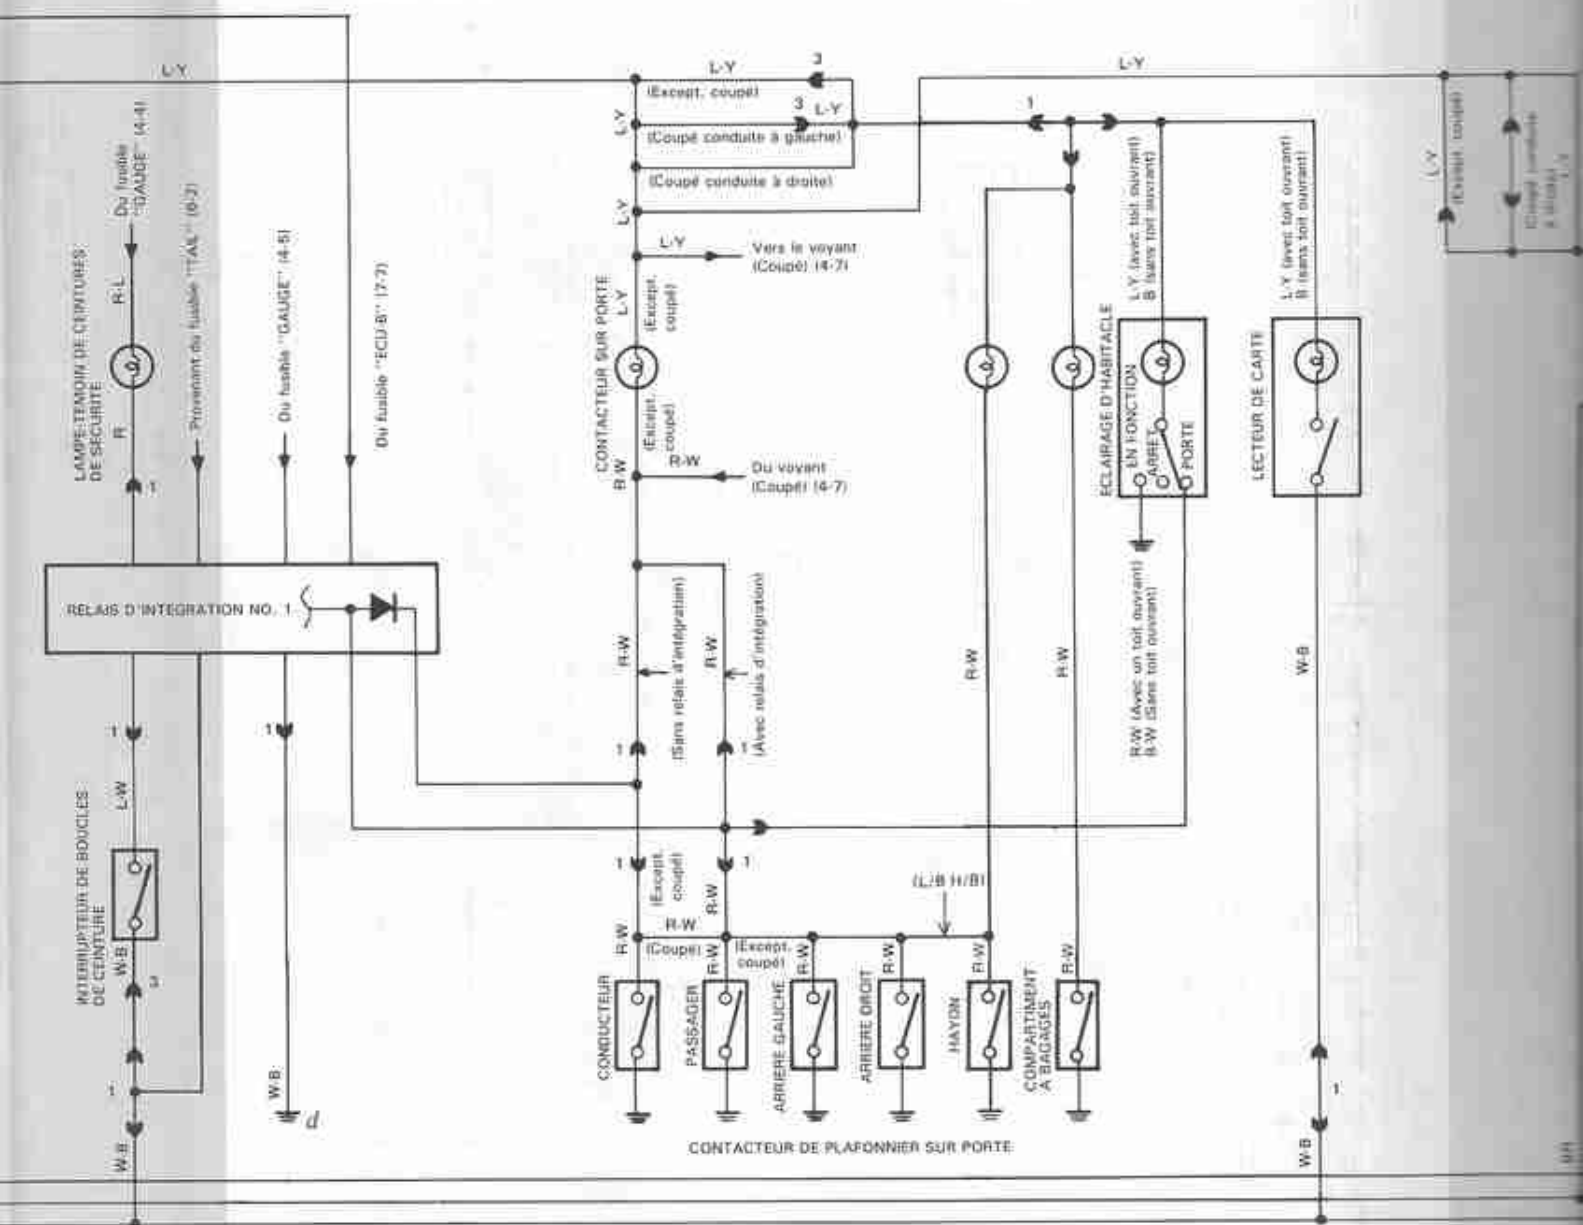 L-Y
L-Y
3
(Except. coupé)
3 L-Y
(Coupé conduite à gauche)
(Coupé conduite à droite)
L-Y
L-Y
L-Y
Vers le voyant
(Coupé) (4-7)
L-Y
(Except.
coupé)
CONTACTEUR SUR PORTE
(Except.
coupé)
B-W
R-W
Du voyant
(Coupé) (4-7)
L-Y
1
L-Y
(Except. coupé)
(Coupé conduite
L-Y
Du fusible
"GAUGE" (4-4)
R-L
LAMPE-TEMOIN DE CEINTURES
DE SECURITE
R
1
Provenant du fusible "TAIL" (6-2)
Du fusible "GAUGE" (4-5)
Du fusible "ECU-B" (7-7)
L-Y (avec toit ouvrant)
B (sans toit ouvrant)
L-Y (avec toit ouvrant)
B (sans toit ouvrant)
ECLAIRAGE D'HABITACLE
EN FONCTION
ARRET
PORTE
LECTEUR DE CARTE
RELAIS D'INTEGRATION NO. 1
R-W
(Sans relais d'intégration)
R-W
(Avec relais d'intégration)
R-W
R-W
R-W (Avec un toit ouvrant)
B-W (Sans toit ouvrant)
W-B
1
1
1
1
L-W
INTERRUPTEUR DE BOUCLES
DE CEINTURE
W-B
3
1
W-B
W-B
d
1
(Except.
coupé)
1
R-W
R-W
R-W
(Coupé)
(Except.
coupé)
(L/B H/B)
R-W
R-W
R-W
R-W
R-W
CONDUCTEUR
PASSAGER
ARRIERE GAUCHE
ARRIERE DROIT
HAYON
COMPARTIMENT
A BAGAGES
1
W-B
CONTACTEUR DE PLAFONNIER SUR PORTE